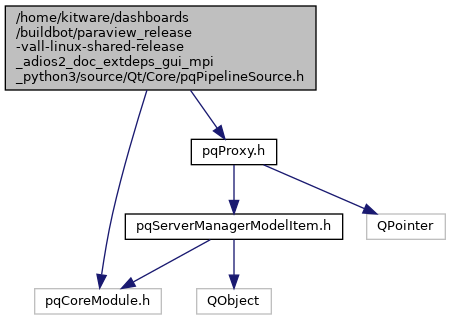 /home/kitware/dashboards
/buildbot/paraview_release
-vall-linux-shared-release
_adios2_doc_extdeps_gui_mpi
_python3/source/Qt/Core/pqPipelineSource.h
pqProxy.h
pqServerManagerModelItem.h
QPointer
pqCoreModule.h
QObject